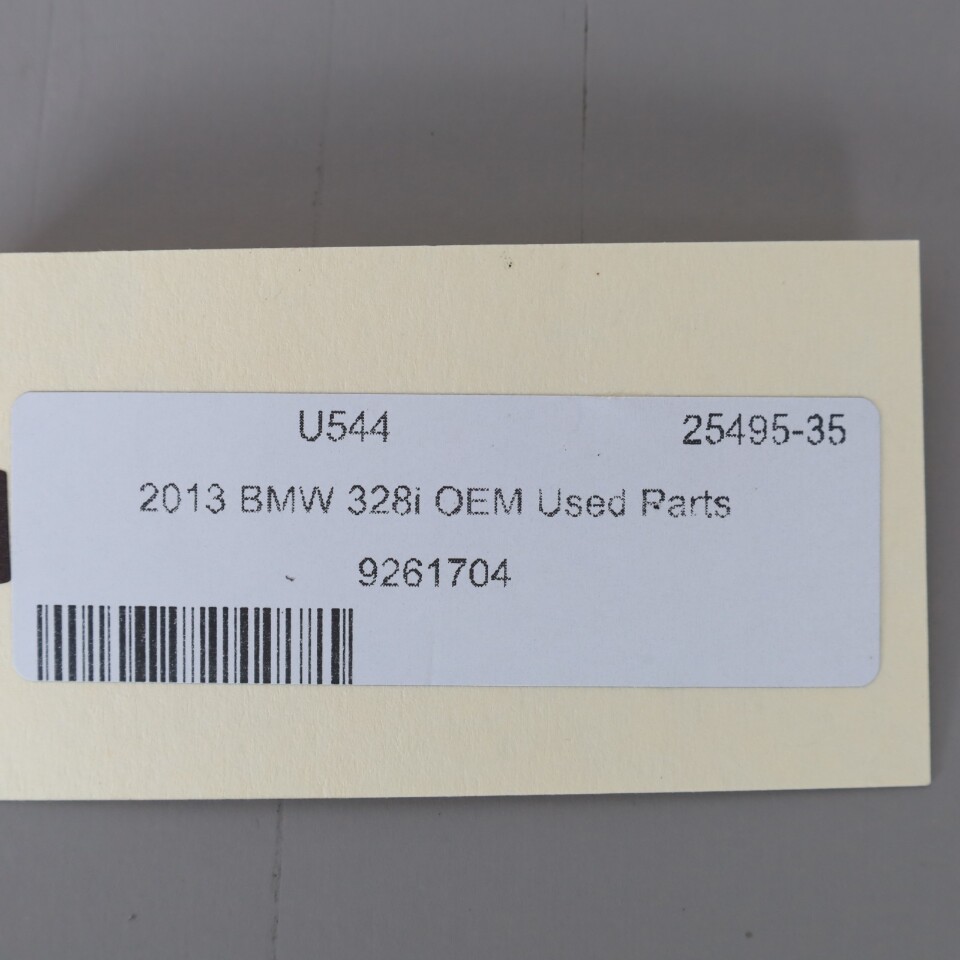 U544 25495-35
2013 BMW 328i OEM Used Parts
9261704